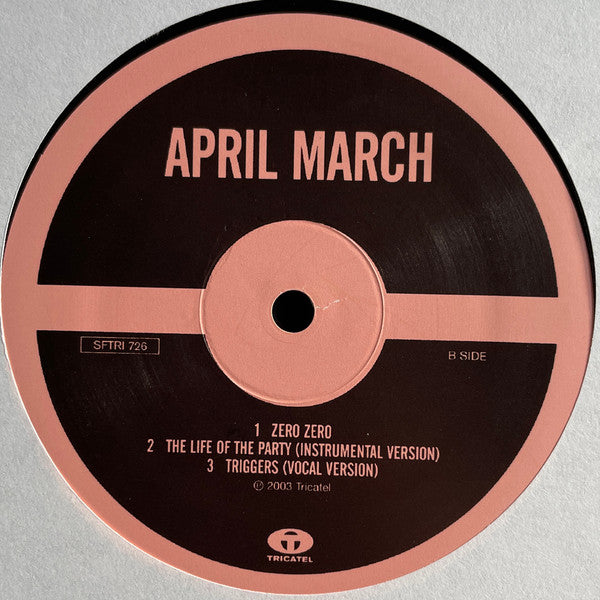 APRIL MARCH
SFTRI 726
B SIDE
1 ZERO ZERO
2 THE LIFE OF THE PARTY (INSTRUMENTAL VERSION)
3 TRIGGERS (VOCAL VERSION)
℗ 2003 Tricatel
TRICATEL